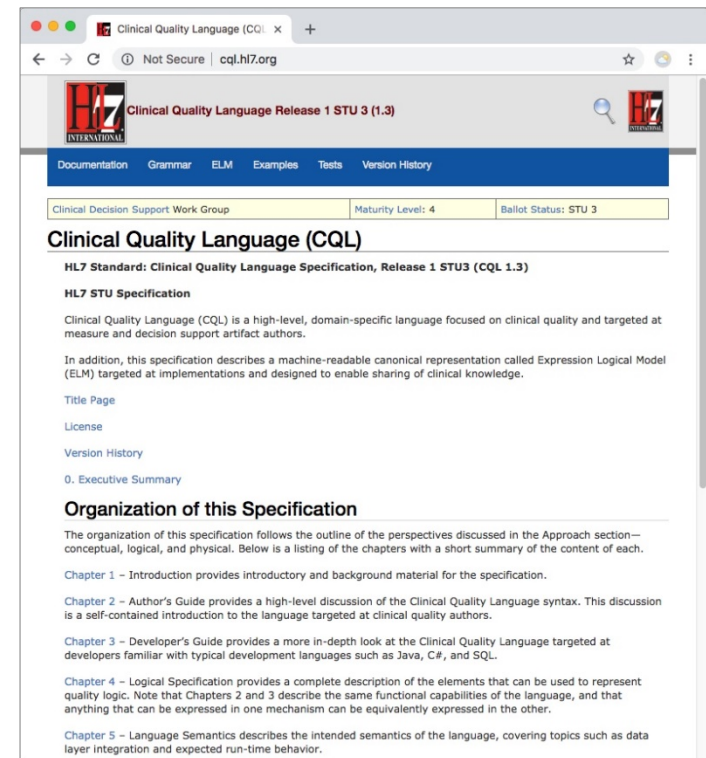 Clinical Quality Language (CQL
Not Secure | cql.hl7.org
HL7
INTERNATIONAL
Clinical Quality Language Release 1 STU 3 (1.3)
HL7
INTERNATIONAL
Documentation Grammar ELM Examples Tests Version History
Clinical Decision Support Work Group Maturity Level: 4 Ballot Status: STU 3
Clinical Quality Language (CQL)
HL7 Standard: Clinical Quality Language Specification, Release 1 STU3 (CQL 1.3)
HL7 STU Specification
Clinical Quality Language (CQL) is a high-level, domain-specific language focused on clinical quality and targeted at
measure and decision support artifact authors.
In addition, this specification describes a machine-readable canonical representation called Expression Logical Model
(ELM) targeted at implementations and designed to enable sharing of clinical knowledge.
Title Page
License
Version History
0. Executive Summary
Organization of this Specification
The organization of this specification follows the outline of the perspectives discussed in the Approach section—
conceptual, logical, and physical. Below is a listing of the chapters with a short summary of the content of each.
Chapter 1 – Introduction provides introductory and background material for the specification.
Chapter 2 – Author's Guide provides a high-level discussion of the Clinical Quality Language syntax. This discussion
is a self-contained introduction to the language targeted at clinical quality authors.
Chapter 3 – Developer's Guide provides a more in-depth look at the Clinical Quality Language targeted at
developers familiar with typical development languages such as Java, C#, and SQL.
Chapter 4 – Logical Specification provides a complete description of the elements that can be used to represent
quality logic. Note that Chapters 2 and 3 describe the same functional capabilities of the language, and that
anything that can be expressed in one mechanism can be equivalently expressed in the other.
Chapter 5 – Language Semantics describes the intended semantics of the language, covering topics such as data
layer integration and expected run-time behavior.